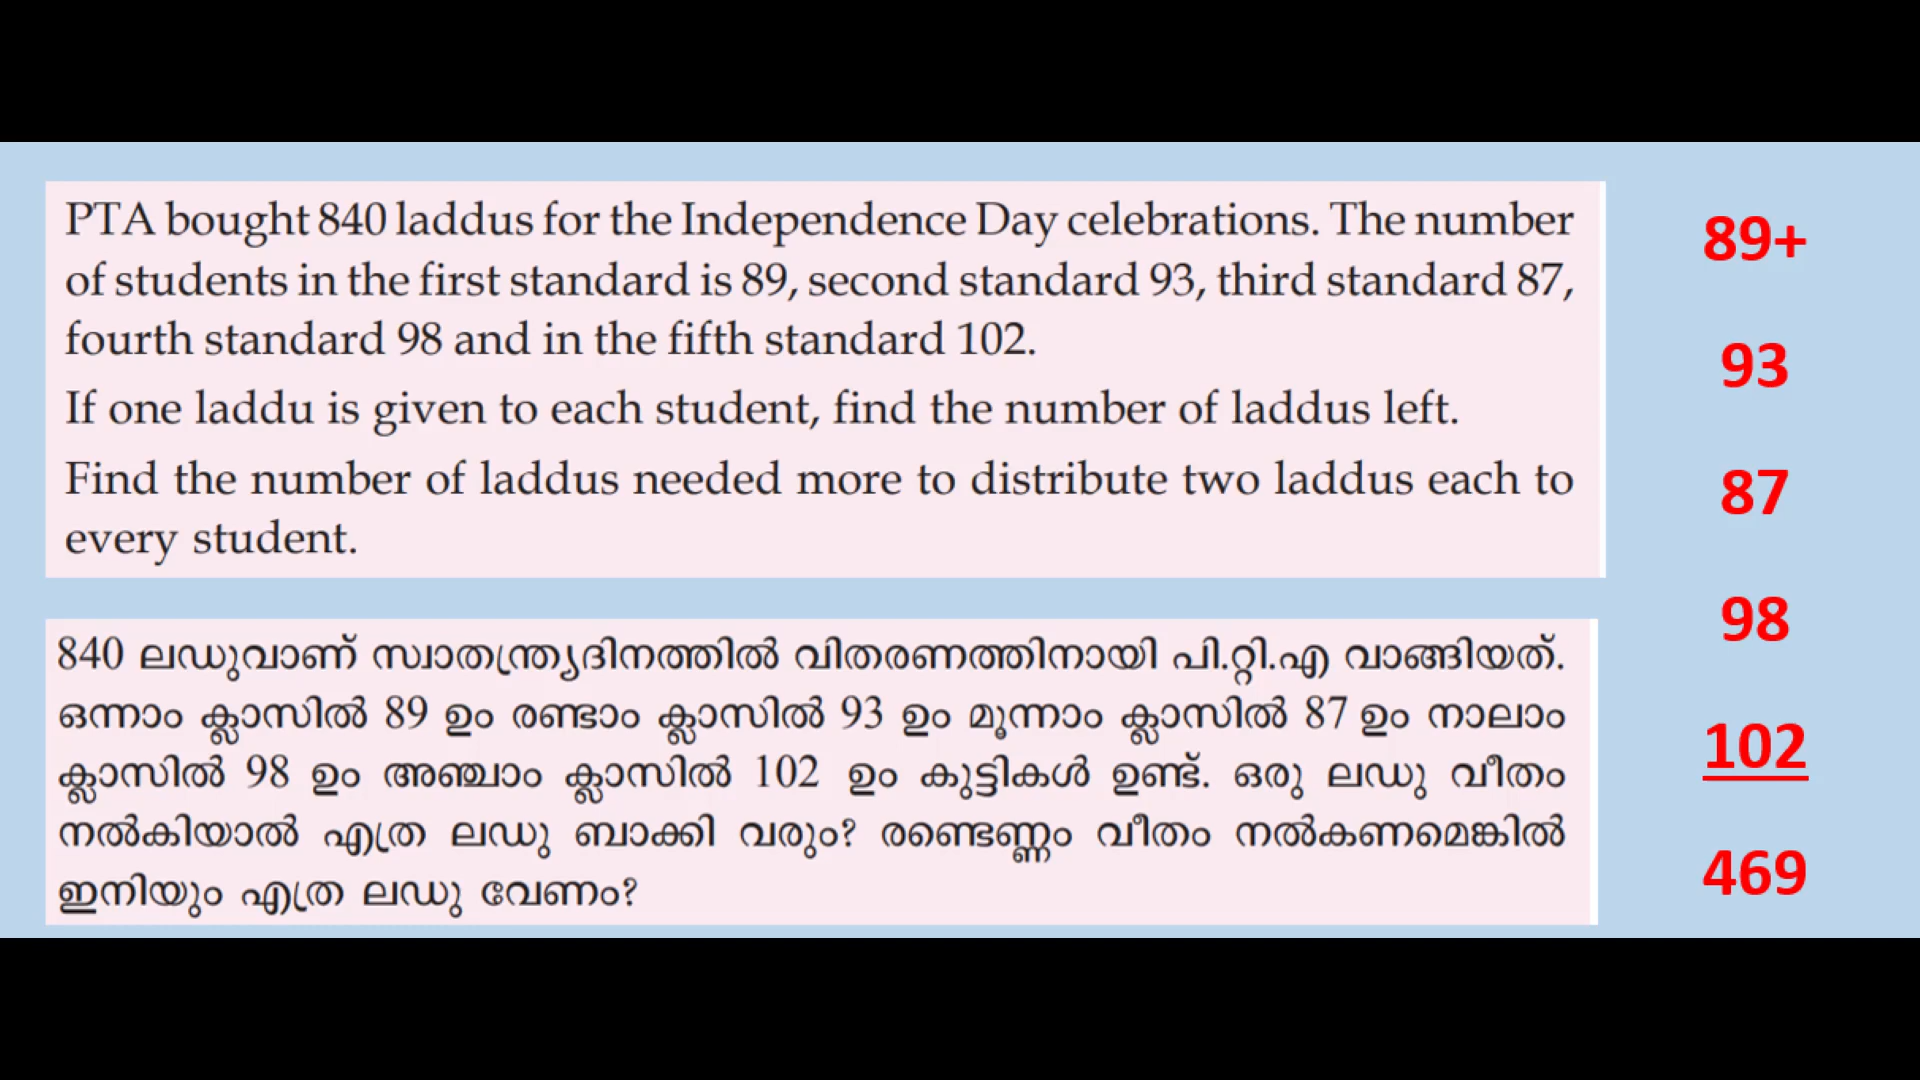 PTA bought 840 laddus for the Independence Day celebrations. The number
of students in the first standard is 89, second standard 93, third standard 87,
fourth standard 98 and in the fifth standard 102.
If one laddu is given to each student, find the number of laddus left.
Find the number of laddus needed more to distribute two laddus each to
every student.
840 ലഡുവാണ് സ്വാതന്ത്ര്യദിനത്തിൽ വിതരണത്തിനായി പി.റ്റി.എ വാങ്ങിയത്.
ഒന്നാം ക്ലാസിൽ 89 ഉം രണ്ടാം ക്ലാസിൽ 93 ഉം മൂന്നാം ക്ലാസിൽ 87 ഉം നാലാം
ക്ലാസിൽ 98 ഉം അഞ്ചാം ക്ലാസിൽ 102 ഉം കുട്ടികൾ ഉണ്ട്. ഒരു ലഡു വീതം
നൽകിയാൽ എത്ര ലഡു ബാക്കി വരും? രണ്ടെണ്ണം വീതം നൽകണമെങ്കിൽ
ഇനിയും എത്ര ലഡു വേണം?
89+
93
87
98
102
469